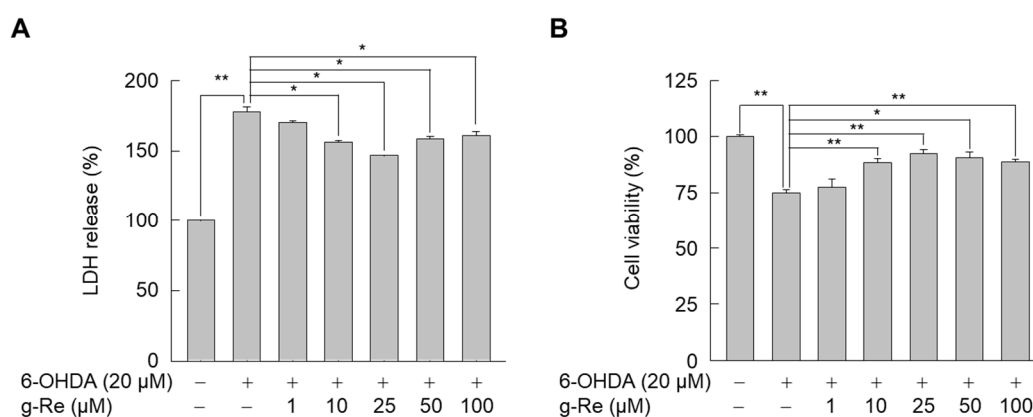 A
**
*
*
*
*
200
150
100
50
0
LDH release (%)
6-OHDA (20 μM) – + + + + + +
g-Re (μM) – – 1 10 25 50 100
B
**
**
*
**
**
125
100
75
50
25
0
Cell viability (%)
6-OHDA (20 μM) – + + + + + +
g-Re (μM) – – 1 10 25 50 100